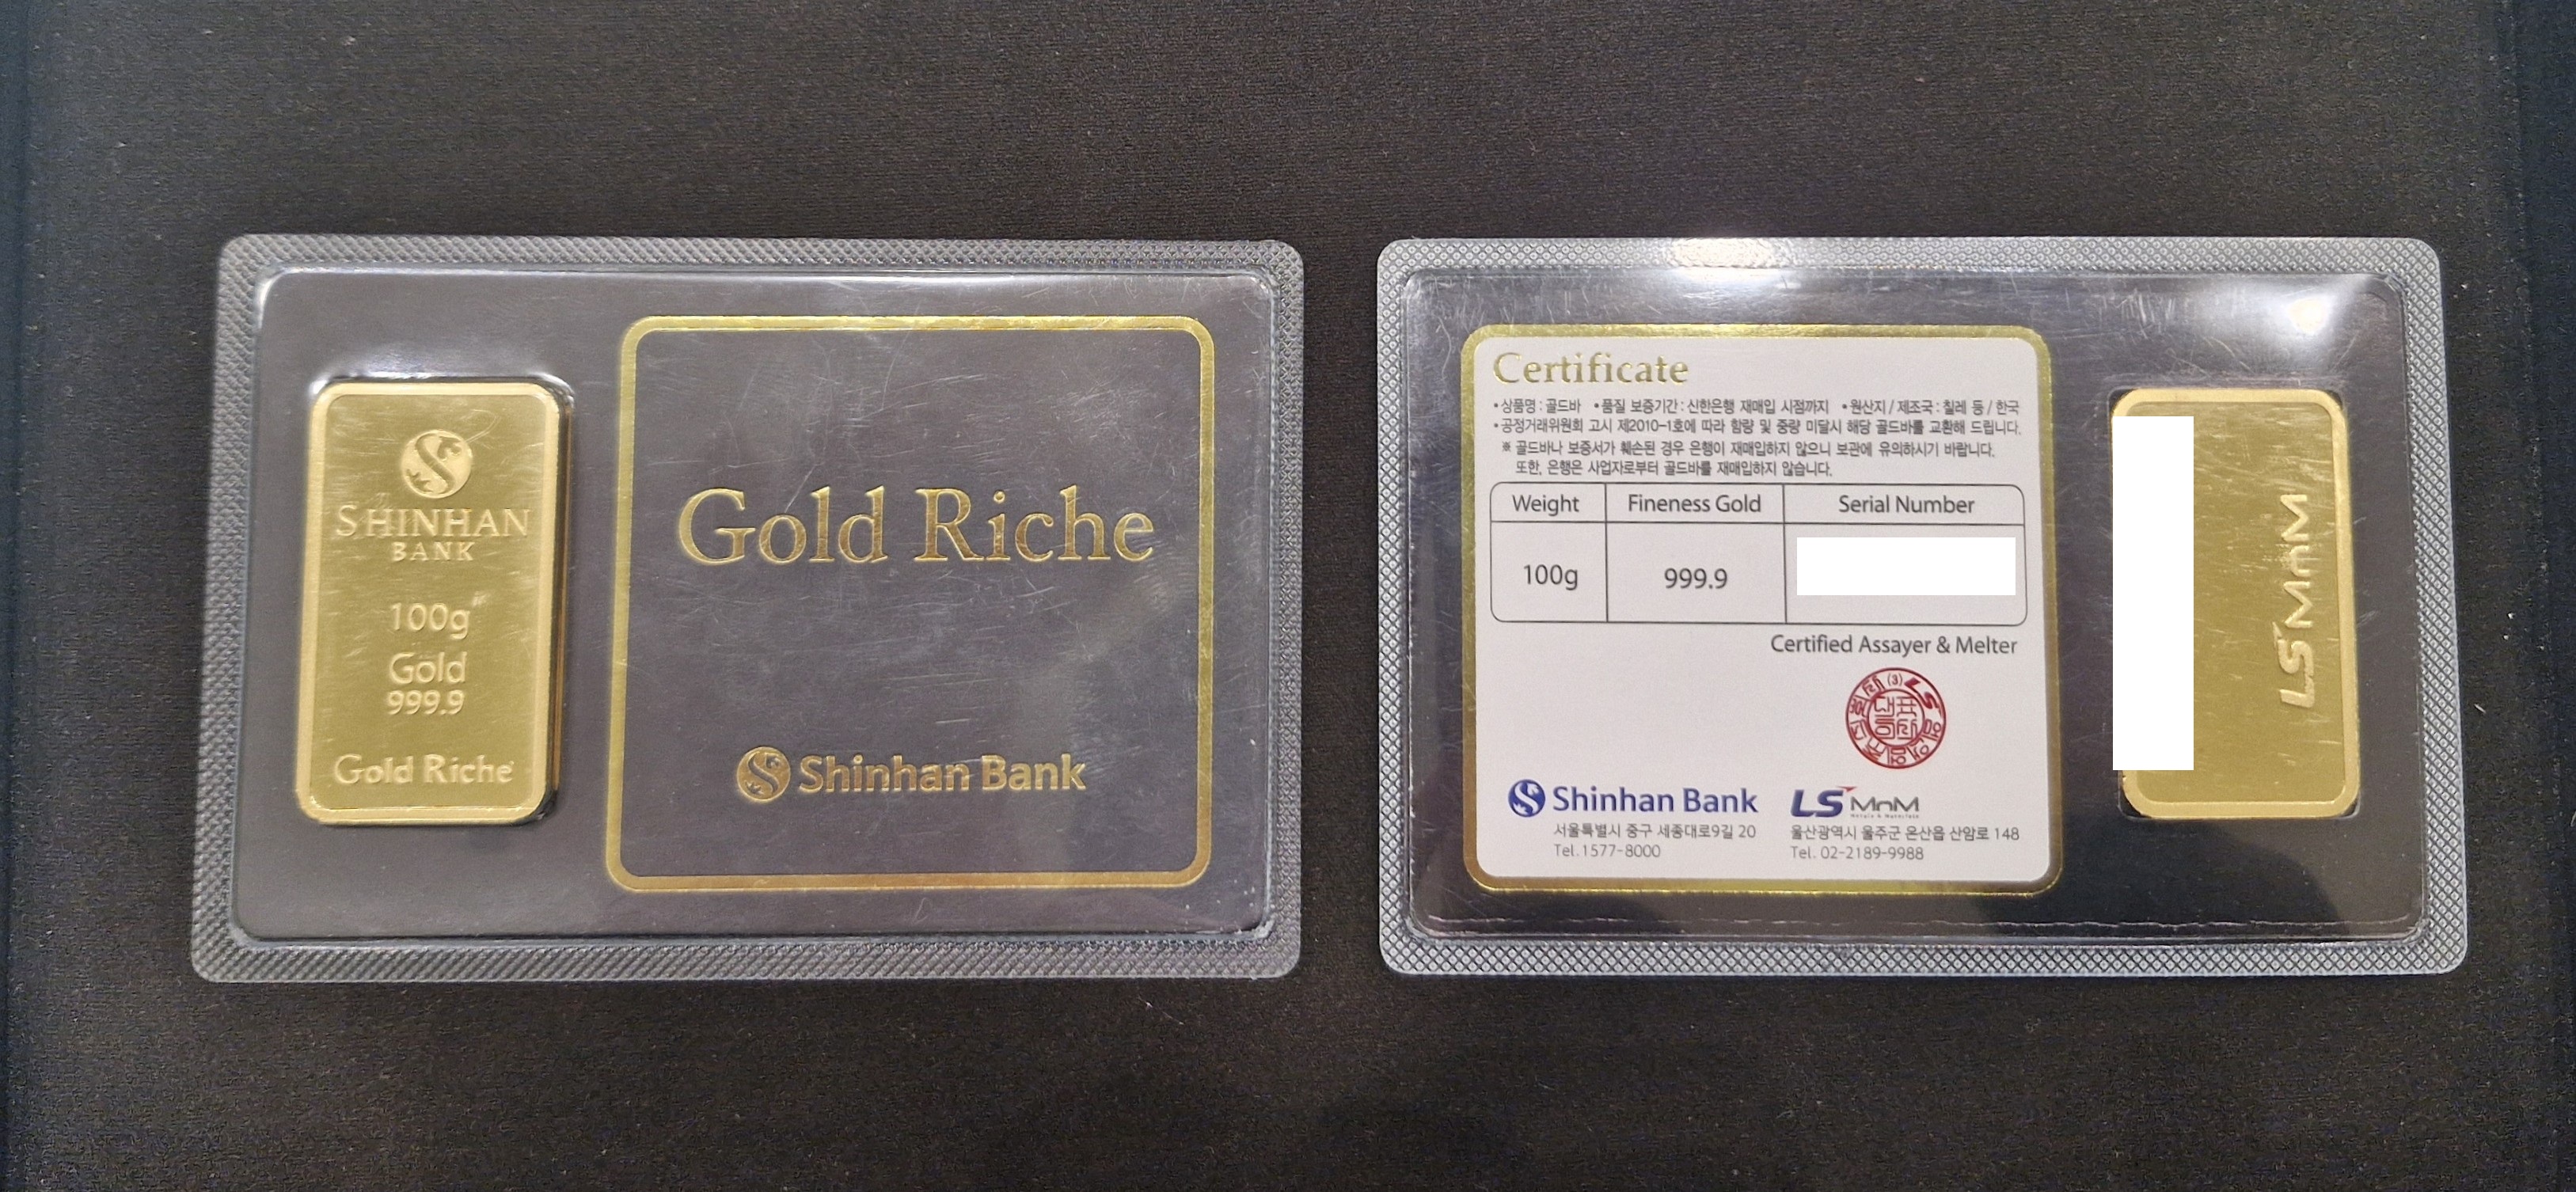 SHINHAN
BANK
100g
Gold
999.9
Gold Riche
Gold Riche
Shinhan Bank
Certificate
•상품명 : 골드바 •품질 보증기간 : 신한은행 재매입 시점까지 •원산지 / 제조국 : 칠레 등 / 한국
•공정거래위원회 고시 제2010-1호에 따라 함량 및 중량 미달시 해당 골드바를 교환해 드립니다.
※ 골드바나 보증서가 훼손된 경우 은행이 재매입하지 않으니 보관에 유의하시기 바랍니다.
또한, 은행은 사업자로부터 골드바를 재매입하지 않습니다.
Weight Fineness Gold Serial Number
100g 999.9
Certified Assayer & Melter
Shinhan Bank LS MnM
서울특별시 중구 세종대로9길 20 울산광역시 울주군 온산읍 산암로 148
Tel.1577-8000 Tel. 02-2189-9988
LS MnM